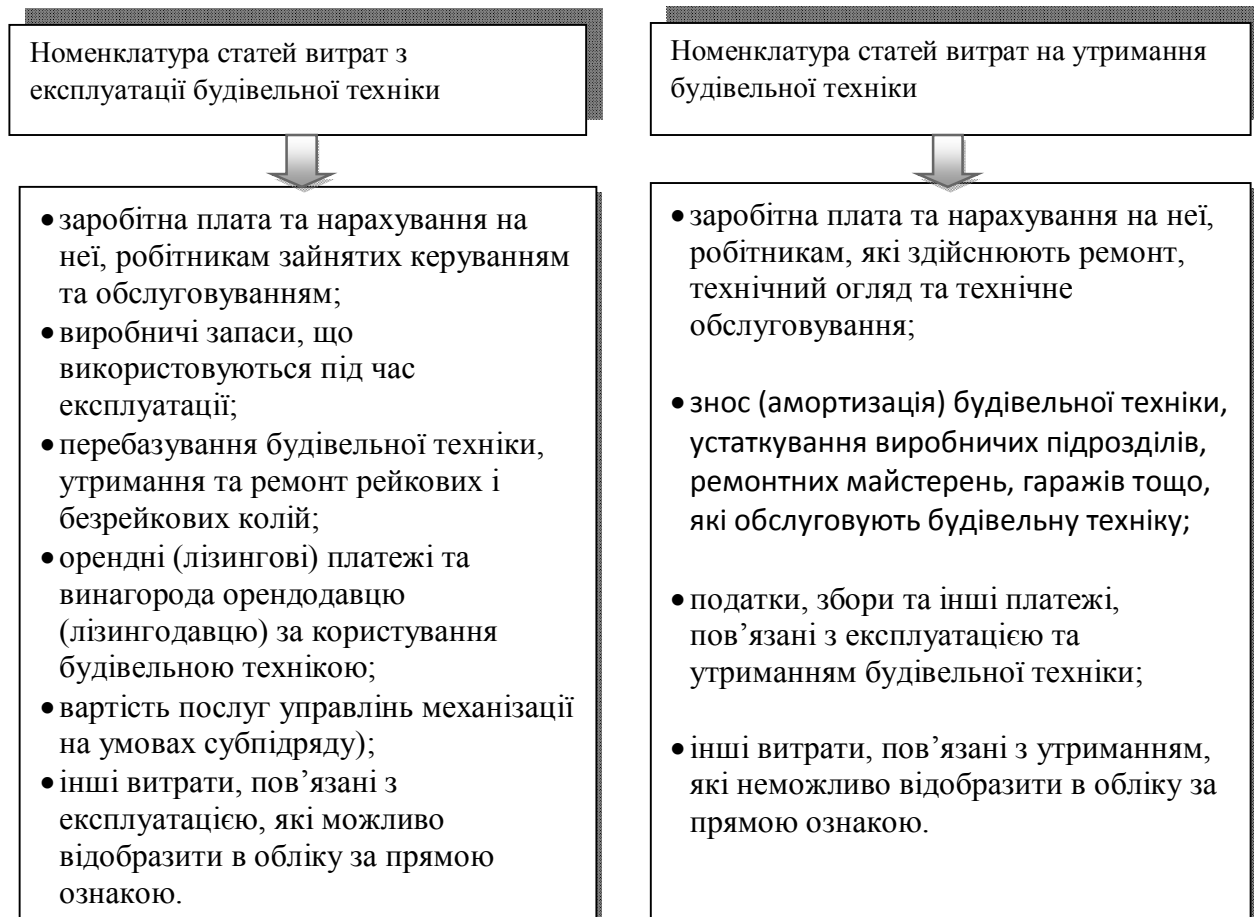 Номенклатура статей витрат з
експлуатації будівельної техніки
• заробітна плата та нарахування на
неї, робітникам зайнятих керуванням
та обслуговуванням;
• виробничі запаси, що
використовуються під час
експлуатації;
• перебазування будівельної техніки,
утримання та ремонт рейкових і
безрейкових колій;
• орендні (лізингові) платежі та
винагорода орендодавцю
(лізингодавцю) за користування
будівельною технікою;
• вартість послуг управлінь механізації
на умовах субпідряду);
• інші витрати, пов’язані з
експлуатацією, які можливо
відобразити в обліку за прямою
ознакою.
Номенклатура статей витрат на утримання
будівельної техніки
• заробітна плата та нарахування на неї,
робітникам, які здійснюють ремонт,
технічний огляд та технічне
обслуговування;
• знос (амортизація) будівельної техніки,
устаткування виробничих підрозділів,
ремонтних майстерень, гаражів тощо,
які обслуговують будівельну техніку;
• податки, збори та інші платежі,
пов’язані з експлуатацією та
утриманням будівельної техніки;
• інші витрати, пов’язані з утриманням,
які неможливо відобразити в обліку за
прямою ознакою.